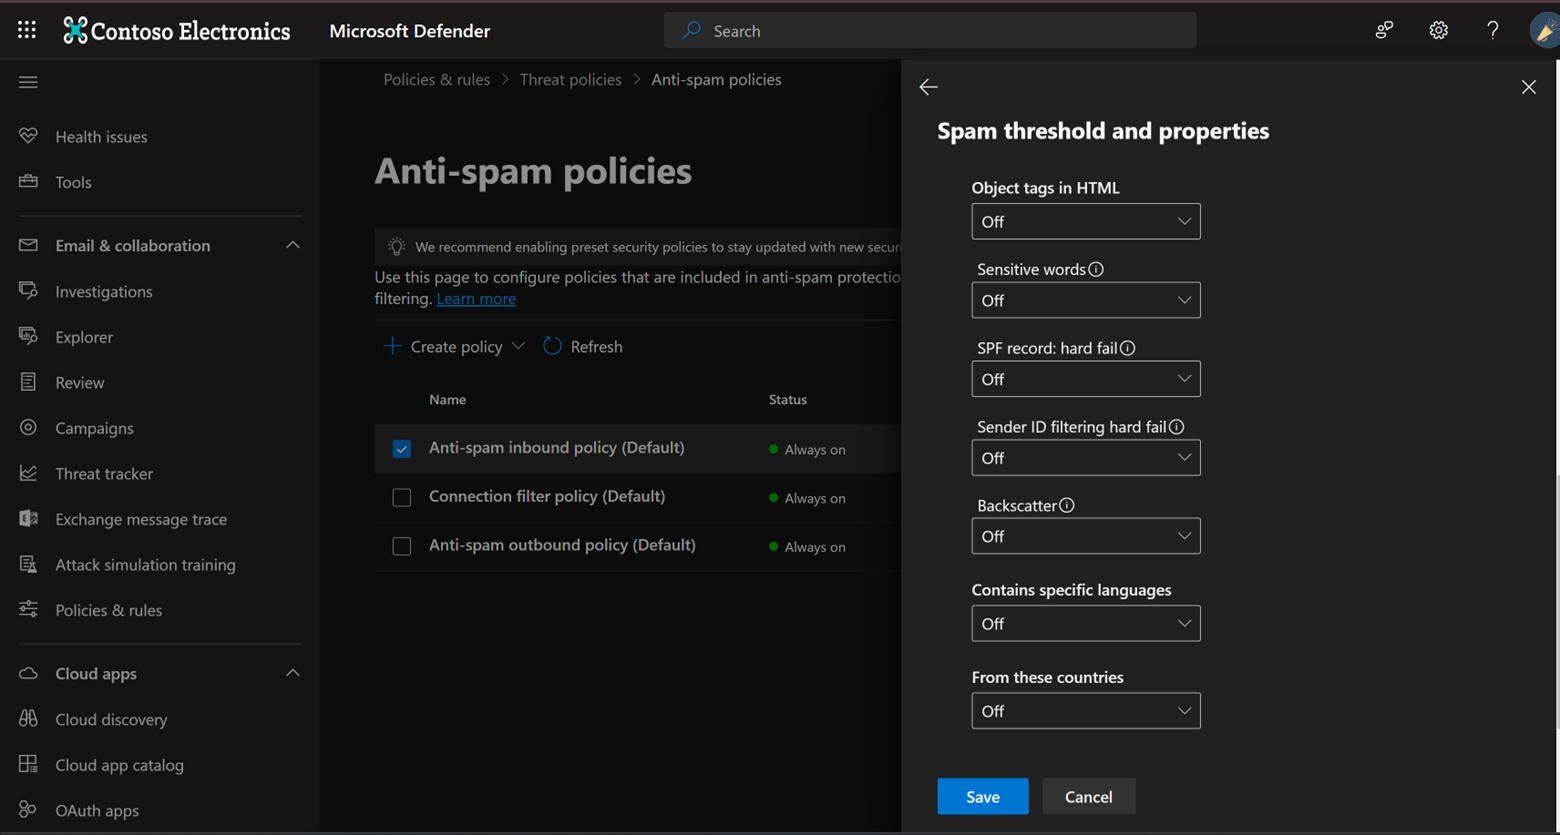 Contoso Electronics
Microsoft Defender
Search
Health issues
Tools
Email & collaboration
Investigations
Explorer
Review
Campaigns
Threat tracker
Exchange message trace
Attack simulation training
Policies & rules
Cloud apps
Cloud discovery
Cloud app catalog
OAuth apps
Policies & rules > Threat policies > Anti-spam policies
Anti-spam policies
We recommend enabling preset security policies to stay updated with new securi
Use this page to configure policies that are included in anti-spam protectio
filtering. Learn more
Create policy
Refresh
Name Status
Anti-spam inbound policy (Default) Always on
Connection filter policy (Default) Always on
Anti-spam outbound policy (Default) Always on
Spam threshold and properties
Object tags in HTML
Off
Sensitive words
Off
SPF record: hard fail
Off
Sender ID filtering hard fail
Off
Backscatter
Off
Contains specific languages
Off
From these countries
Off
Save Cancel